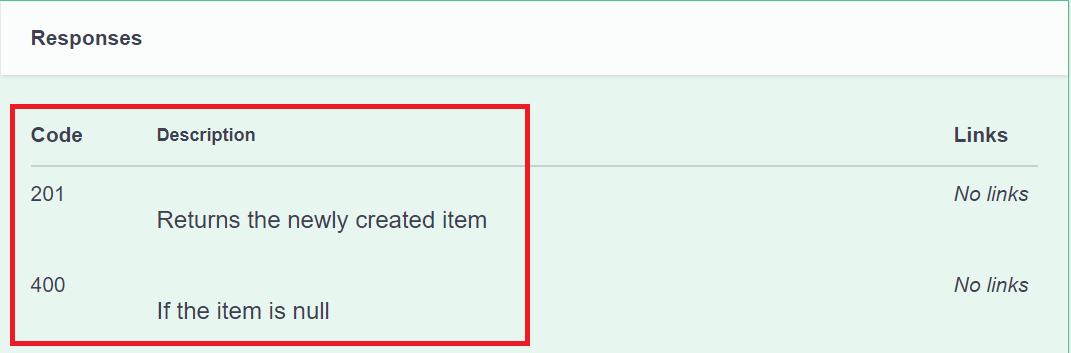 Responses
Code Description Links
201 No links
Returns the newly created item
400 No links
If the item is null